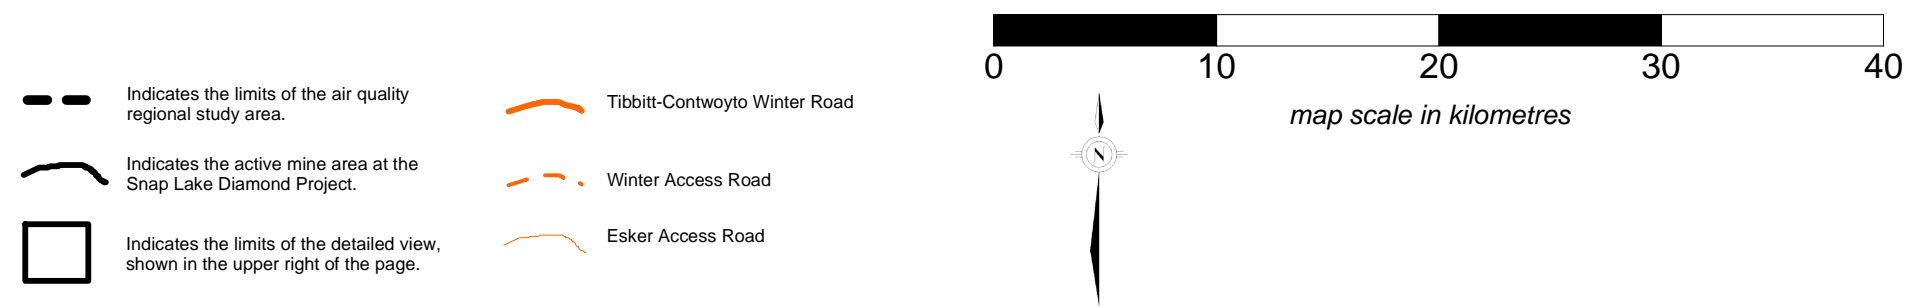 Indicates the limits of the air quality
regional study area.
Indicates the active mine area at the
Snap Lake Diamond Project.
Indicates the limits of the detailed view,
shown in the upper right of the page.
Tibbitt-Contwoyto Winter Road
Winter Access Road
Esker Access Road
0 10 20 30 40
map scale in kilometres
N